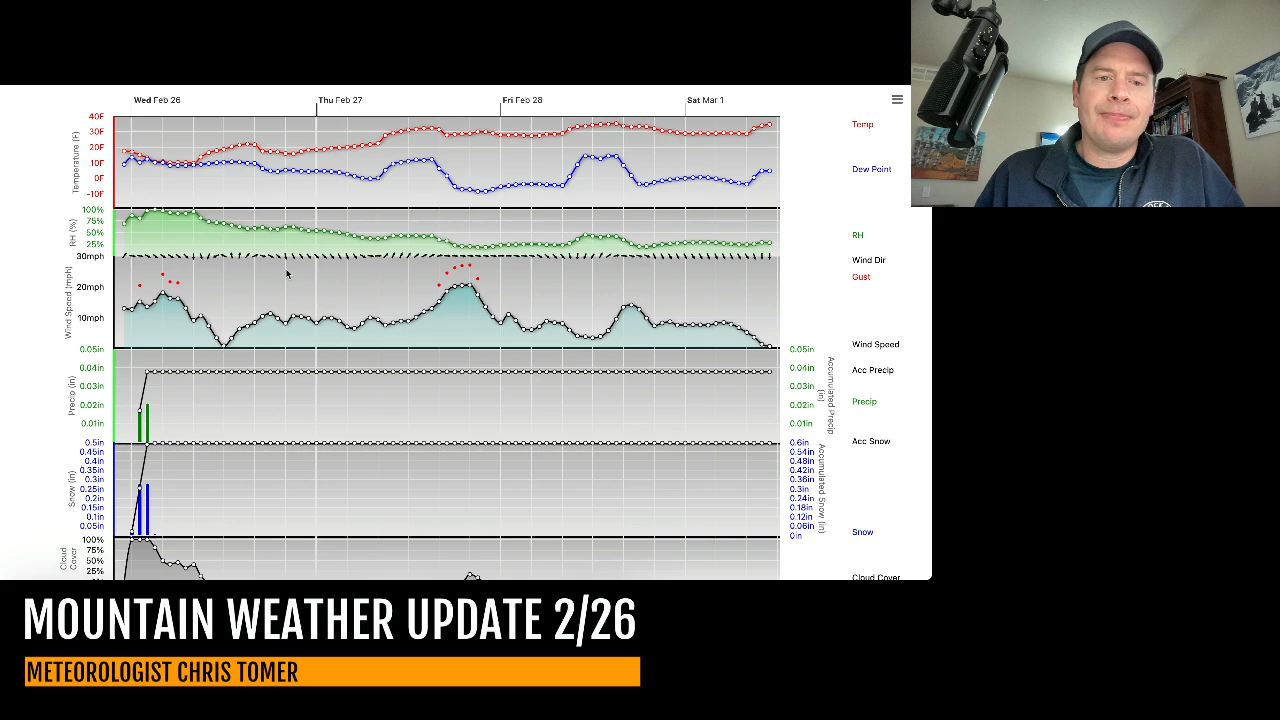 Wed Feb 26 Thu Feb 27 Fri Feb 28 Sat Mar 1
40F
30F
20F
10F
0F
-10F
Temperature (F)
Temp
Dew Point
100%
75%
50%
25%
RH (%)
RH
Wind Dir
30mph
20mph
10mph
Wind Speed (mph)
Gust
Wind Speed
0.05in
0.04in
0.03in
0.02in
0.01in
Precip (in)
0.05in
0.04in
0.03in
0.02in
0.01in
Accumulated Precip
(in)
Acc Precip
Precip
Acc Snow
0.5in
0.45in
0.4in
0.35in
0.3in
0.25in
0.2in
0.15in
0.1in
0.05in
Snow (in)
0.6in
0.54in
0.48in
0.42in
0.36in
0.3in
0.24in
0.18in
0.12in
0.06in
0in
Accumulated Snow (in)
Snow
100%
75%
50%
25%
Cloud
Cover
Cloud Cover
MOUNTAIN WEATHER UPDATE 2/26
METEOROLOGIST CHRIS TOMER